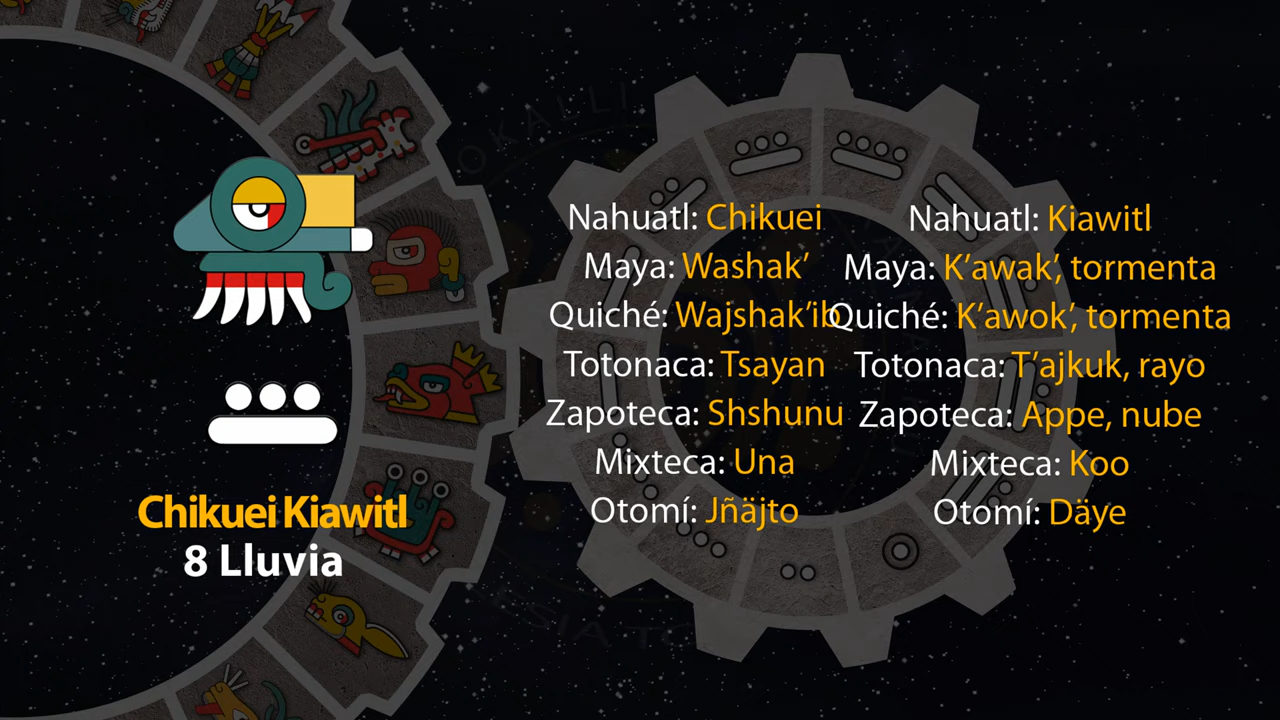 Nahuatl: Chikuei
Maya: Washak’
Quiché: Wajshak’ib
Totonaca: Tsayan
Zapoteca: Shshunu
Mixteca: Una
Otomí: Jñäjto
Nahuatl: Kiawitl
Maya: K’awak’, tormenta
Quiché: K’awok’, tormenta
Totonaca: T’ajkuk, rayo
Zapoteca: Appe, nube
Mixteca: Koo
Otomí: Däye
Chikuei Kiawitl
8 Lluvia